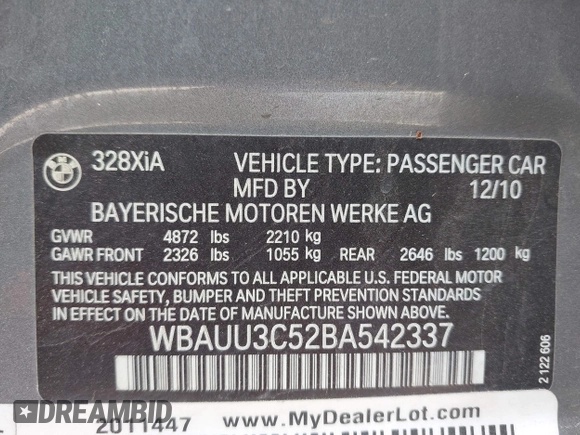 328XiA VEHICLE TYPE: PASSENGER CAR
MFD BY 12/10
BAYERISCHE MOTOREN WERKE AG
GVWR 4872 lbs 2210 kg
GAWR FRONT 2326 lbs 1055 kg REAR 2646 lbs 1200 kg
THIS VEHICLE CONFORMS TO ALL APPLICABLE U.S. FEDERAL MOTOR
VEHICLE SAFETY, BUMPER AND THEFT PREVENTION STANDARDS IN
EFFECT ON THE DATE OF MANUFACTURE SHOWN ABOVE.
WBAUU3C52BA542337
2 122 606
DREAMBID
2011447 www.MyDealerLot.com